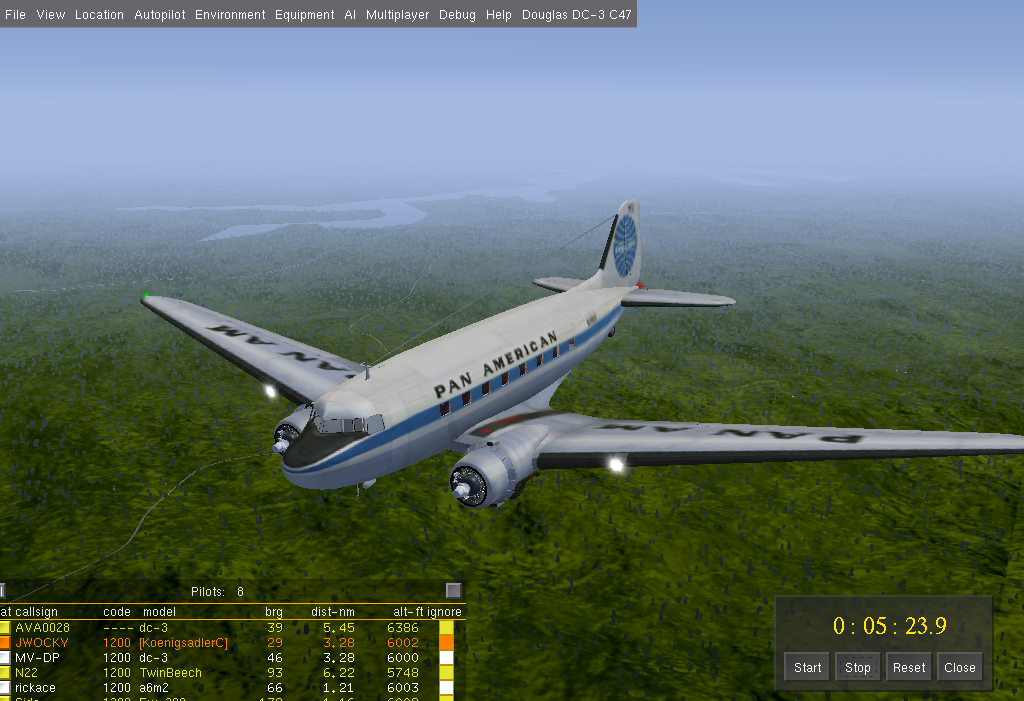 File View Location Autopilot Environment Equipment AI Multiplayer Debug Help Douglas DC-3 C47
PAN AM
PAN AMERICAN
PAN AM
Pilots: 8
at callsign code model brg dist-nm alt-ft ignore
AVA0028 ---- dc-3 39 5.45 6386
JWOCKY 1200 [KoenigsadlerC] 29 3.28 6002
MV-DP 1200 dc-3 46 3.28 6000
N22 1200 TwinBeech 93 6.22 5748
rickace 1200 a6m2 66 1.21 6003
0 : 05 : 23.9
Start Stop Reset Close